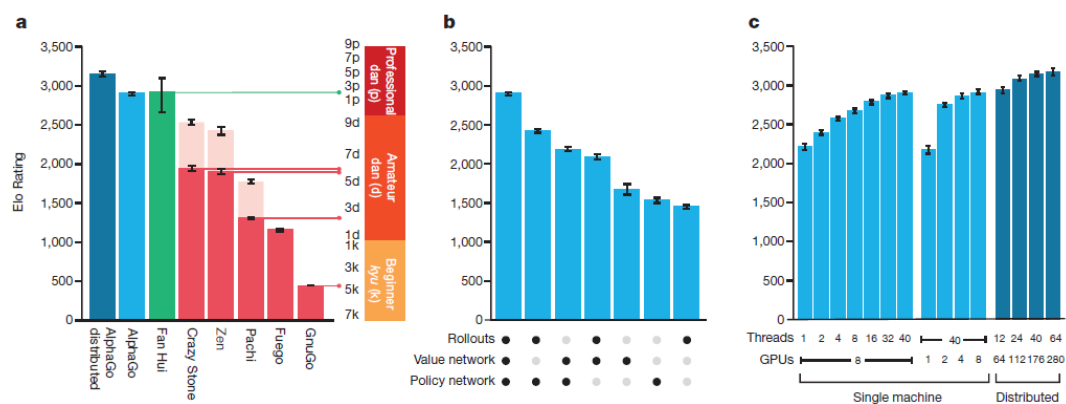 a
Elo Rating
3,500
3,000
2,500
2,000
1,500
1,000
500
0
AlphaGo distributed
AlphaGo
Fan Hui
Crazy Stone
Zen
Pachi
Fuego
GnuGo
9p
7p
5p
3p
1p
9d
7d
5d
3d
1d
1k
3k
5k
7k
Professional dan (p)
Amateur dan (d)
Beginner kyu (k)
b
3,500
3,000
2,500
2,000
1,500
1,000
500
0
Rollouts
Value network
Policy network
c
3,500
3,000
2,500
2,000
1,500
1,000
500
0
Threads 1 2 4 8 16 32 40 40 12 24 40 64
GPUs 8 1 2 4 8 64 112 176 280
Single machine Distributed